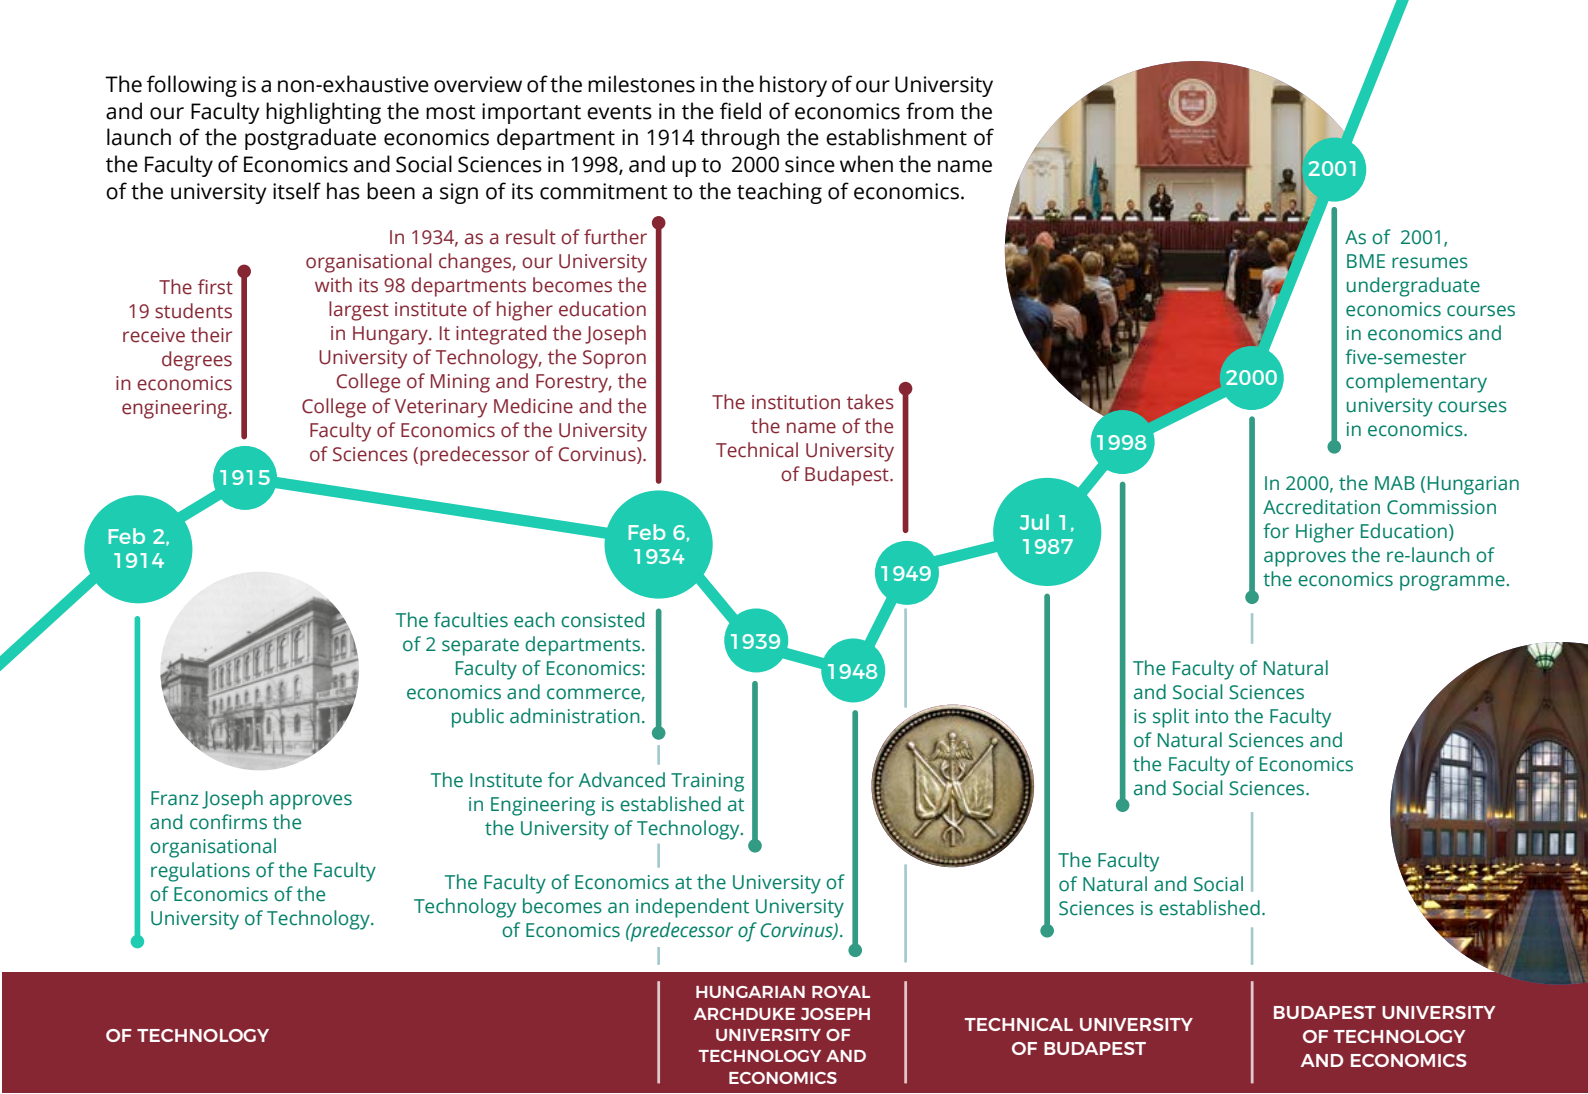 The following is a non-exhaustive overview of the milestones in the history of our University
and our Faculty highlighting the most important events in the field of economics from the
launch of the postgraduate economics department in 1914 through the establishment of
the Faculty of Economics and Social Sciences in 1998, and up to 2000 since when the name
of the university itself has been a sign of its commitment to the teaching of economics.
Feb 2,
1914
Franz Joseph approves
and confirms the
organisational
regulations of the Faculty
of Economics of the
University of Technology.
The first
19 students
receive their
degrees
in economics
engineering.
1915
In 1934, as a result of further
organisational changes, our University
with its 98 departments becomes the
largest institute of higher education
in Hungary. It integrated the Joseph
University of Technology, the Sopron
College of Mining and Forestry, the
College of Veterinary Medicine and the
Faculty of Economics of the University
of Sciences (predecessor of Corvinus).
Feb 6,
1934
The faculties each consisted
of 2 separate departments.
Faculty of Economics:
economics and commerce,
public administration.
1939
The Institute for Advanced Training
in Engineering is established at
the University of Technology.
1948
The Faculty of Economics at the University of
Technology becomes an independent University
of Economics (predecessor of Corvinus).
The institution takes
the name of the
Technical University
of Budapest.
1949
Jul 1,
1987
The Faculty
of Natural and Social
Sciences is established.
1998
The Faculty of Natural
and Social Sciences
is split into the Faculty
of Natural Sciences and
the Faculty of Economics
and Social Sciences.
2000
In 2000, the MAB (Hungarian
Accreditation Commission
for Higher Education)
approves the re-launch of
the economics programme.
2001
As of 2001,
BME resumes
undergraduate
economics courses
in economics and
five-semester
complementary
university courses
in economics.
OF TECHNOLOGY
HUNGARIAN ROYAL
ARCHDUKE JOSEPH
UNIVERSITY OF
TECHNOLOGY AND
ECONOMICS
TECHNICAL UNIVERSITY
OF BUDAPEST
BUDAPEST UNIVERSITY
OF TECHNOLOGY
AND ECONOMICS